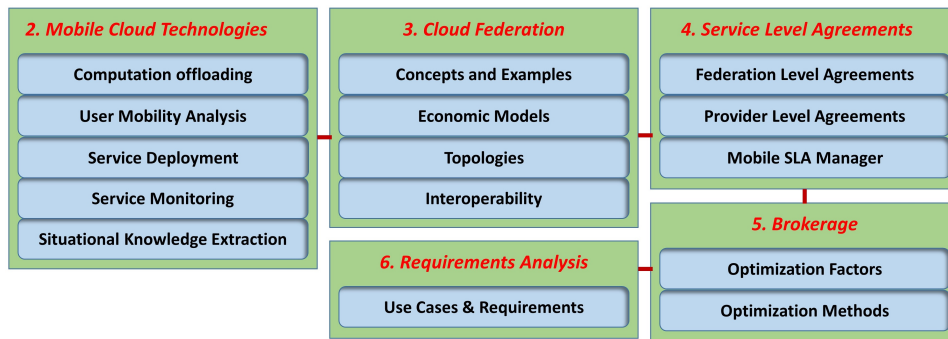 2. Mobile Cloud Technologies
Computation offloading
User Mobility Analysis
Service Deployment
Service Monitoring
Situational Knowledge Extraction
3. Cloud Federation
Concepts and Examples
Economic Models
Topologies
Interoperability
4. Service Level Agreements
Federation Level Agreements
Provider Level Agreements
Mobile SLA Manager
5. Brokerage
Optimization Factors
Optimization Methods
6. Requirements Analysis
Use Cases & Requirements